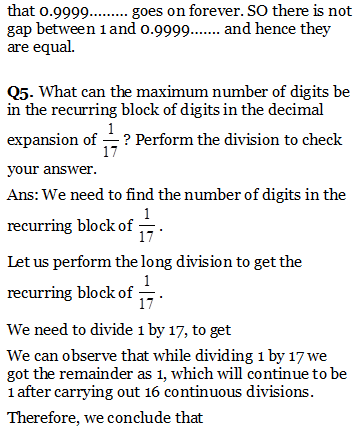 that 0.9999......... goes on forever. SO there is not
gap between 1 and 0.9999....... and hence they
are equal.
Q5. What can the maximum number of digits be
in the recurring block of digits in the decimal
expansion of 1/17 ? Perform the division to check
your answer.
Ans: We need to find the number of digits in the
recurring block of 1/17 .
Let us perform the long division to get the
recurring block of 1/17 .
We need to divide 1 by 17, to get
We can observe that while dividing 1 by 17 we
got the remainder as 1, which will continue to be
1 after carrying out 16 continuous divisions.
Therefore, we conclude that